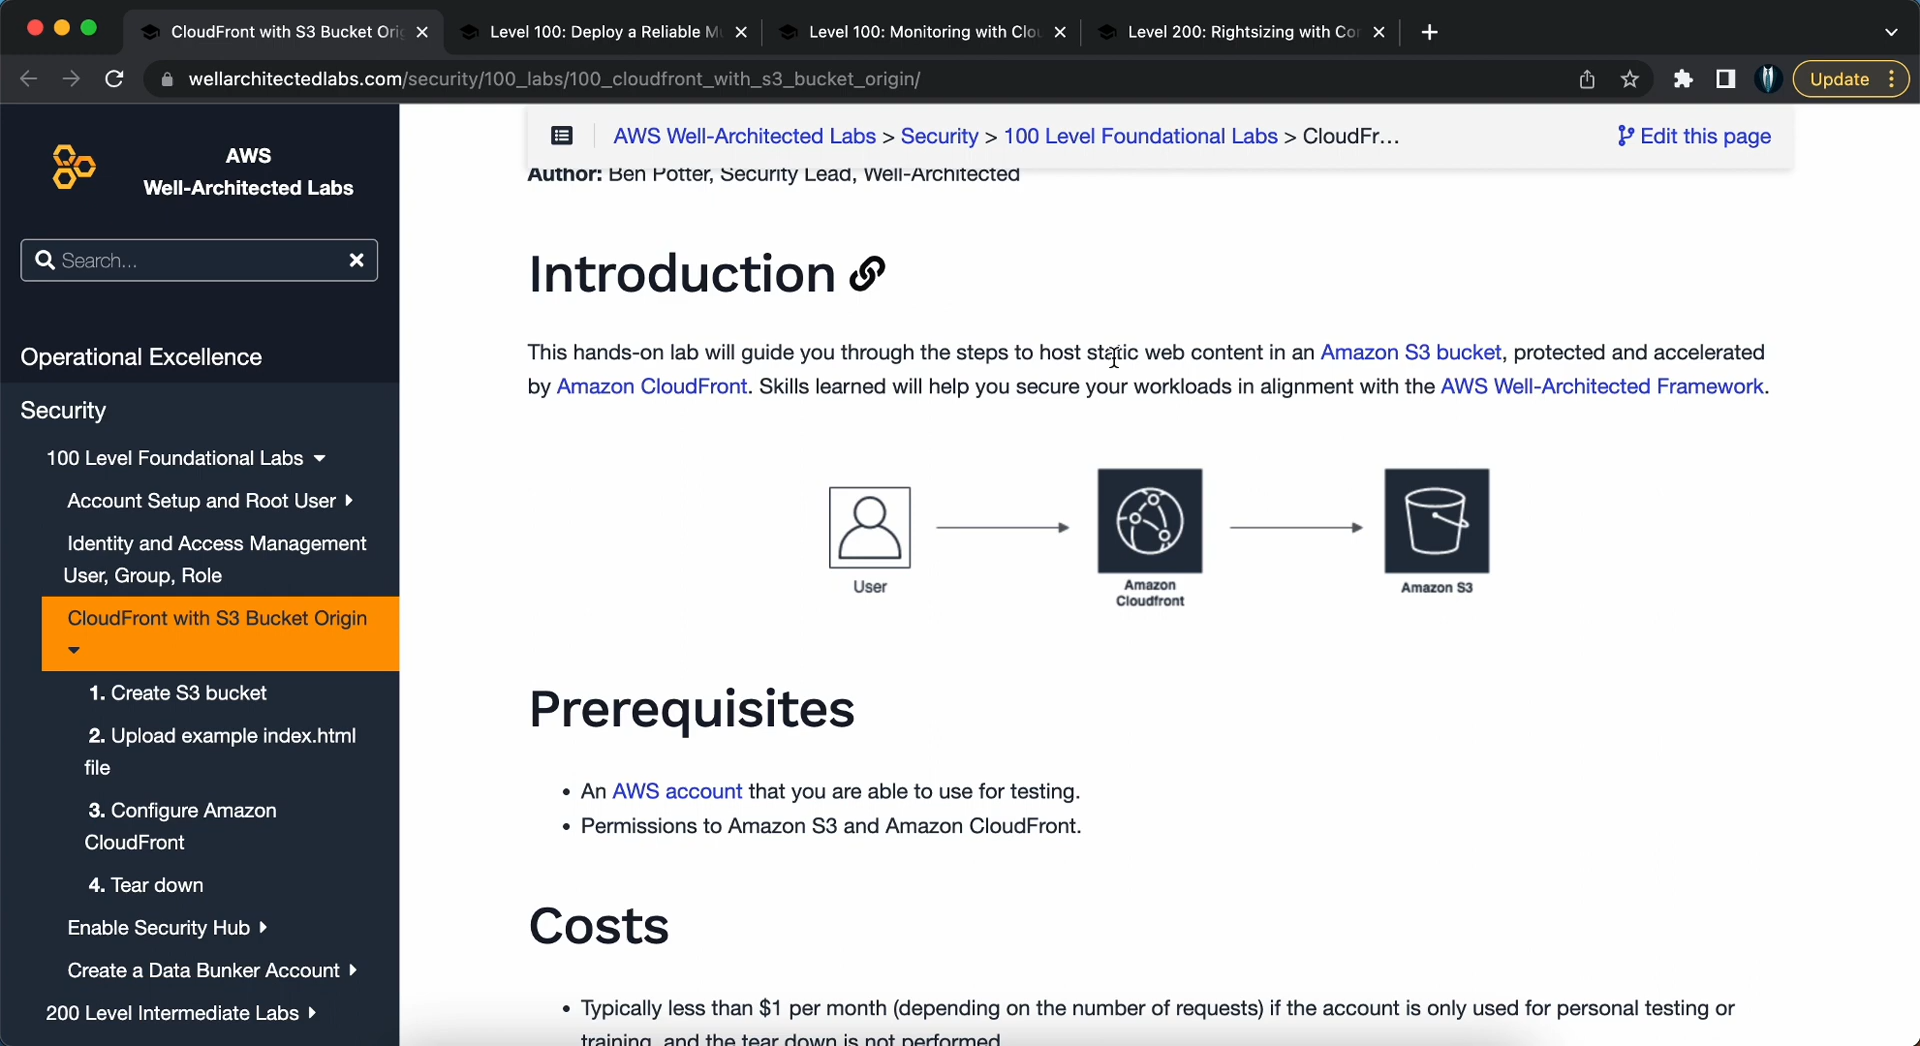 CloudFront with S3 Bucket Ori
Level 100: Deploy a Reliable M
Level 100: Monitoring with Clo
Level 200: Rightsizing with Co
wellarchitectedlabs.com/security/100_labs/100_cloudfront_with_s3_bucket_origin/
Update
AWS
Well-Architected Labs
Search...
Operational Excellence
Security
100 Level Foundational Labs
Account Setup and Root User
Identity and Access Management
User, Group, Role
CloudFront with S3 Bucket Origin
1. Create S3 bucket
2. Upload example index.html
file
3. Configure Amazon
CloudFront
4. Tear down
Enable Security Hub
Create a Data Bunker Account
200 Level Intermediate Labs
AWS Well-Architected Labs > Security > 100 Level Foundational Labs > CloudFr...
Edit this page
Author: Ben Potter, Security Lead, Well-Architected
Introduction
This hands-on lab will guide you through the steps to host static web content in an Amazon S3 bucket, protected and accelerated
by Amazon CloudFront. Skills learned will help you secure your workloads in alignment with the AWS Well-Architected Framework.
User
Amazon
Cloudfront
Amazon S3
Prerequisites
• An AWS account that you are able to use for testing.
• Permissions to Amazon S3 and Amazon CloudFront.
Costs
• Typically less than $1 per month (depending on the number of requests) if the account is only used for personal testing or
training, and the tear down is not performed